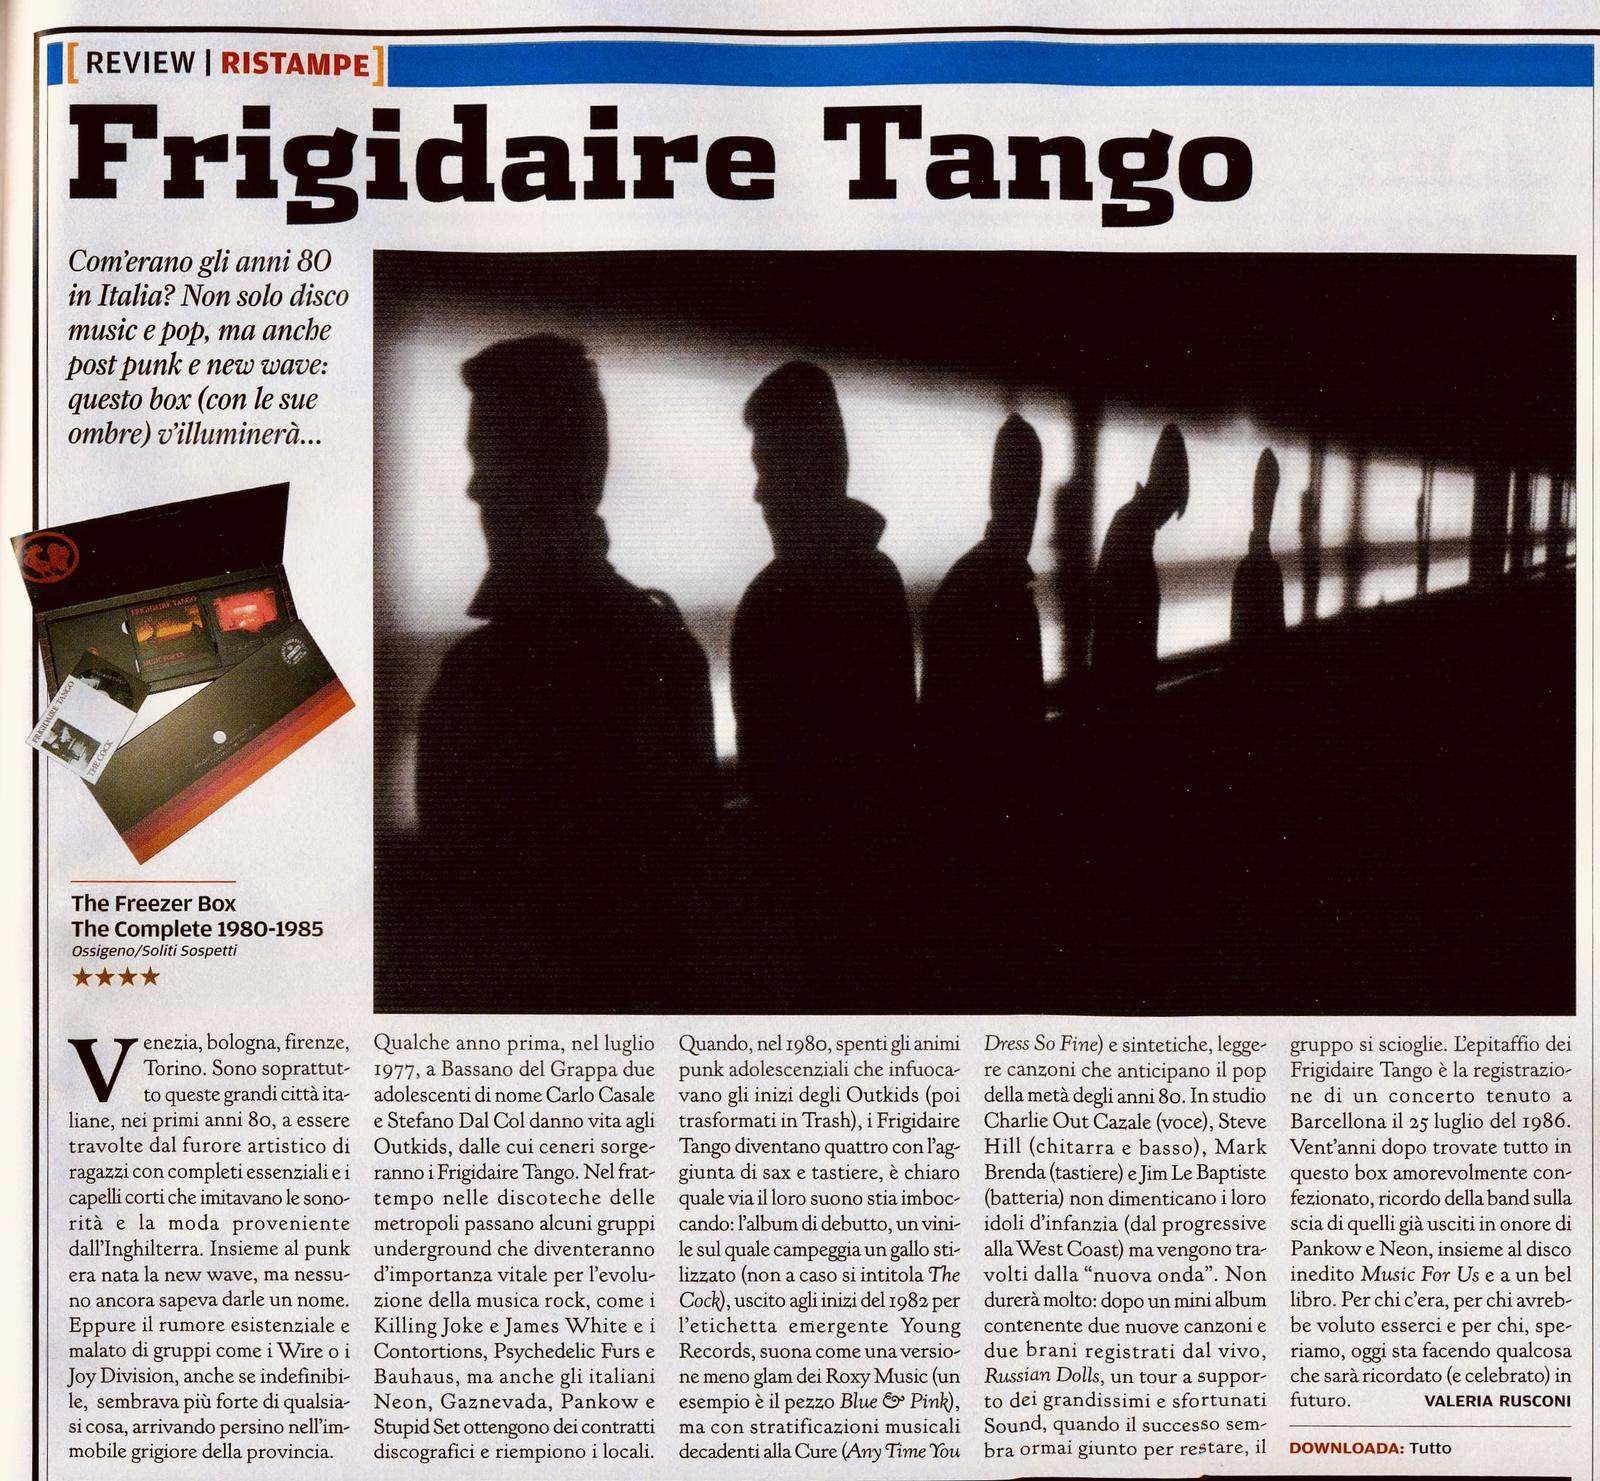 [ REVIEW | RISTAMPE ]
Frigidaire Tango
Com'erano gli anni 80
in Italia? Non solo disco
music e pop, ma anche
post punk e new wave:
questo box (con le sue
ombre) v'illuminerà...
FRIGIDAIRE TANGO
MUSIC FOR US
FRIGIDAIRE TANGO
THE COCK
The Freezer Box
The Complete 1980-1985
Ossigeno/Soliti Sospetti
★★★★
Venezia, bologna, firenze,
Torino. Sono soprattut-
to queste grandi città ita-
liane, nei primi anni 80, a essere
travolte dal furore artistico di
ragazzi con completi essenziali e i
capelli corti che imitavano le sono-
rità e la moda proveniente
dall'Inghilterra. Insieme al punk
era nata la new wave, ma nessu-
no ancora sapeva darle un nome.
Eppure il rumore esistenziale e
malato di gruppi come i Wire o i
Joy Division, anche se indefinibi-
le, sembrava più forte di qualsia-
si cosa, arrivando persino nell'im-
mobile grigiore della provincia.
Qualche anno prima, nel luglio
1977, a Bassano del Grappa due
adolescenti di nome Carlo Casale
e Stefano Dal Col danno vita agli
Outkids, dalle cui ceneri sorge-
ranno i Frigidaire Tango. Nel frat-
tempo nelle discoteche delle
metropoli passano alcuni gruppi
underground che diventeranno
d'importanza vitale per l'evolu-
zione della musica rock, come i
Killing Joke e James White e i
Contortions, Psychedelic Furs e
Bauhaus, ma anche gli italiani
Neon, Gaznevada, Pankow e
Stupid Set ottengono dei contratti
discografici e riempiono i locali.
Quando, nel 1980, spenti gli animi
punk adolescenziali che infuoca-
vano gli inizi degli Outkids (poi
trasformati in Trash), i Frigidaire
Tango diventano quattro con l'ag-
giunta di sax e tastiere, è chiaro
quale via il loro suono stia imboc-
cando: l'album di debutto, un vini-
le sul quale campeggia un gallo sti-
lizzato (non a caso si intitola The
Cock), uscito agli inizi del 1982 per
l'etichetta emergente Young
Records, suona come una versio-
ne meno glam dei Roxy Music (un
esempio è il pezzo Blue & Pink),
ma con stratificazioni musicali
decadenti alla Cure (Any Time You
Dress So Fine) e sintetiche, legge-
re canzoni che anticipano il pop
della metà degli anni 80. In studio
Charlie Out Cazale (voce), Steve
Hill (chitarra e basso), Mark
Brenda (tastiere) e Jim Le Baptiste
(batteria) non dimenticano i loro
idoli d'infanzia (dal progressive
alla West Coast) ma vengono tra-
volti dalla “nuova onda”. Non
durerà molto: dopo un mini album
contenente due nuove canzoni e
due brani registrati dal vivo,
Russian Dolls, un tour a suppor-
to dei grandissimi e sfortunati
Sound, quando il successo sem-
bra ormai giunto per restare, il
gruppo si scioglie. L'epitaffio dei
Frigidaire Tango è la registrazio-
ne di un concerto tenuto a
Barcellona il 25 luglio del 1986.
Vent'anni dopo trovate tutto in
questo box amorevolmente con-
fezionato, ricordo della band sulla
scia di quelli già usciti in onore di
Pankow e Neon, insieme al disco
inedito Music For Us e a un bel
libro. Per chi c'era, per chi avreb-
be voluto esserci e per chi, spe-
riamo, oggi sta facendo qualcosa
che sarà ricordato (e celebrato) in
futuro. VALERIA RUSCONI
DOWNLOADA: Tutto